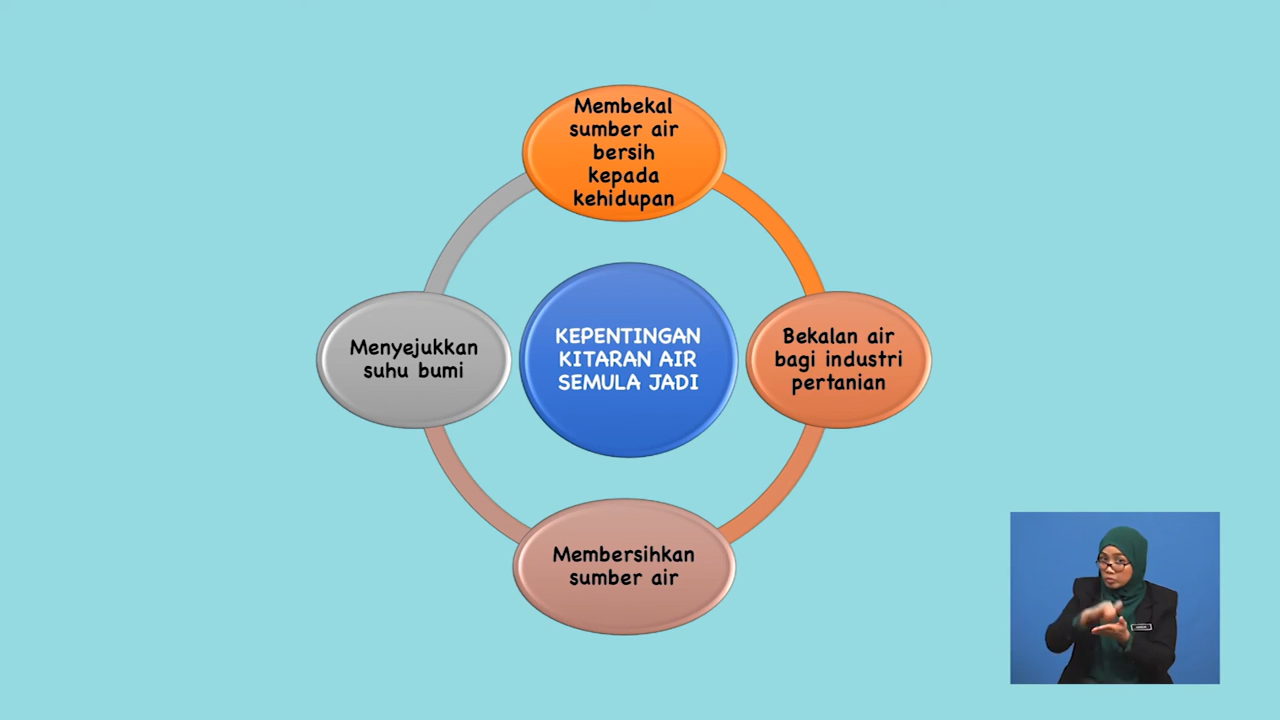 Membekal
sumber air
bersih
kepada
kehidupan
Menyejukkan
suhu bumi
KEPENTINGAN
KITARAN AIR
SEMULA JADI
Bekalan air
bagi industri
pertanian
Membersihkan
sumber air